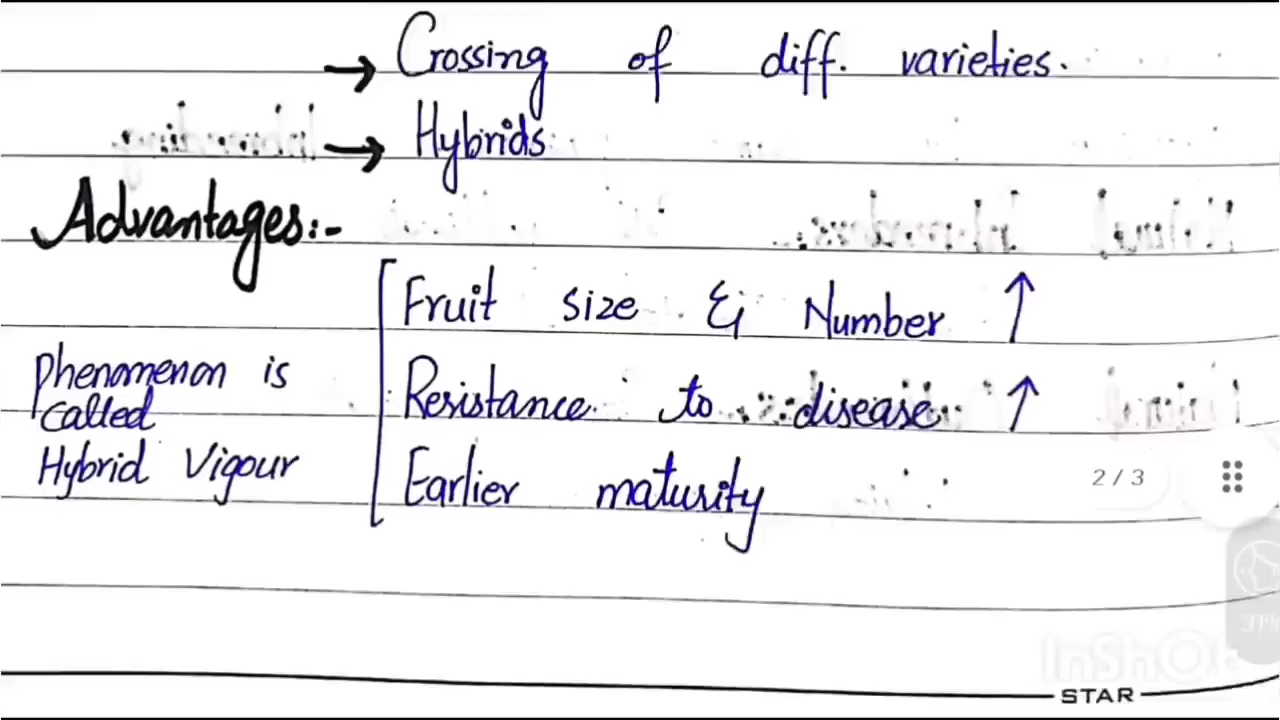 → Crossing of diff. varieties.
→ Hybrids
Advantages:-
Fruit size & Number ↑
Resistance to disease ↑
Earlier maturity
Phenomenon is
called
Hybrid Vigour
2/3
InShOt
STAR